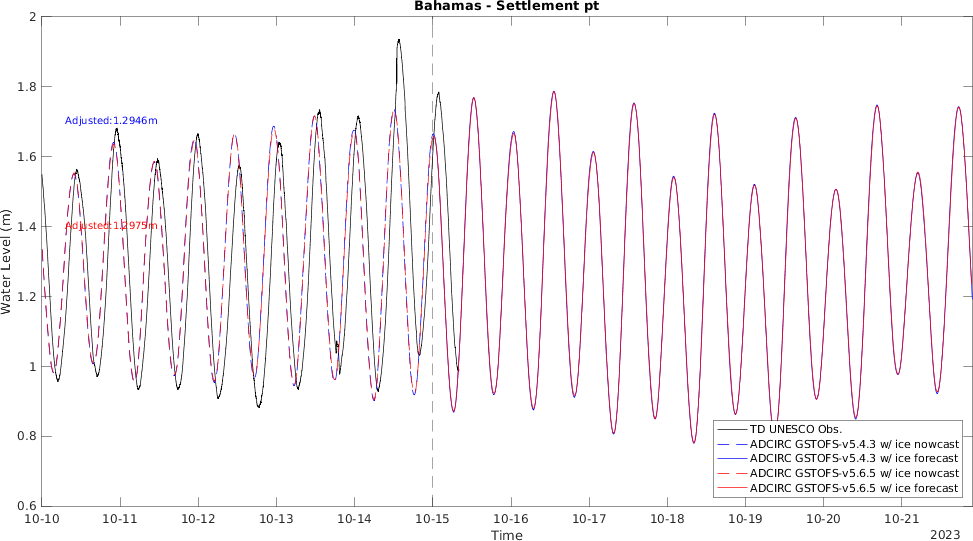 Bahamas - Settlement pt
2
1.8
1.6
1.4
1.2
1
0.8
0.6
Water Level (m)
Adjusted:1.2946m
Adjusted:1.2975m
TD UNESCO Obs.
ADCIRC GSTOFS-v5.4.3 w/ ice nowcast
ADCIRC GSTOFS-v5.4.3 w/ ice forecast
ADCIRC GSTOFS-v5.6.5 w/ ice nowcast
ADCIRC GSTOFS-v5.6.5 w/ ice forecast
10-10 10-11 10-12 10-13 10-14 10-15 10-16 10-17 10-18 10-19 10-20 10-21
Time
2023